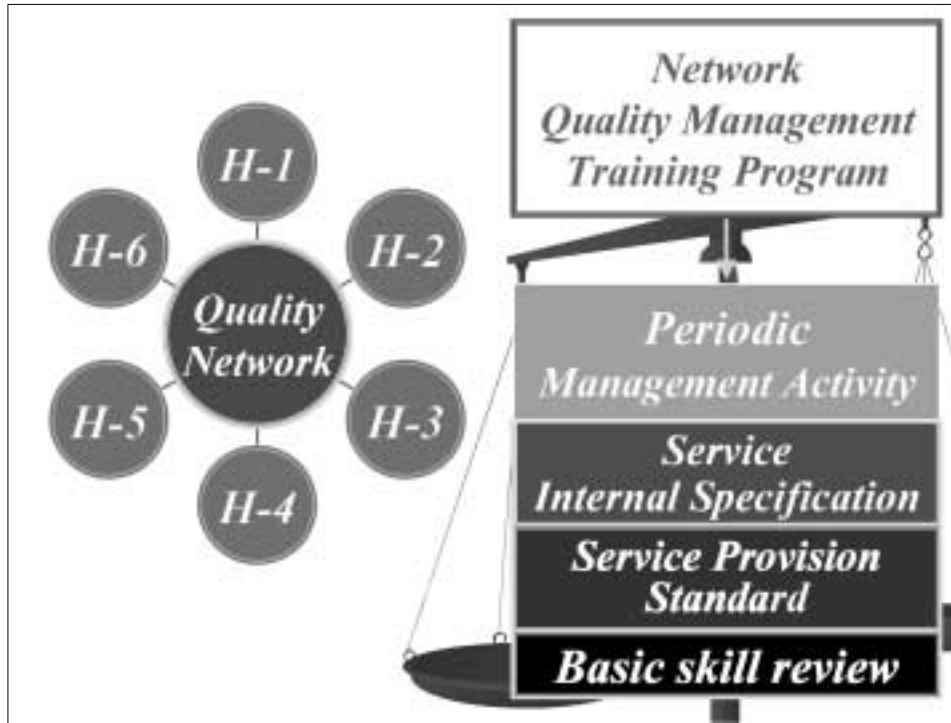 H-1
H-2
H-3
H-4
H-5
H-6
Quality
Network
Network
Quality Management
Training Program
Periodic
Management Activity
Service
Internal Specification
Service Provision
Standard
Basic skill review